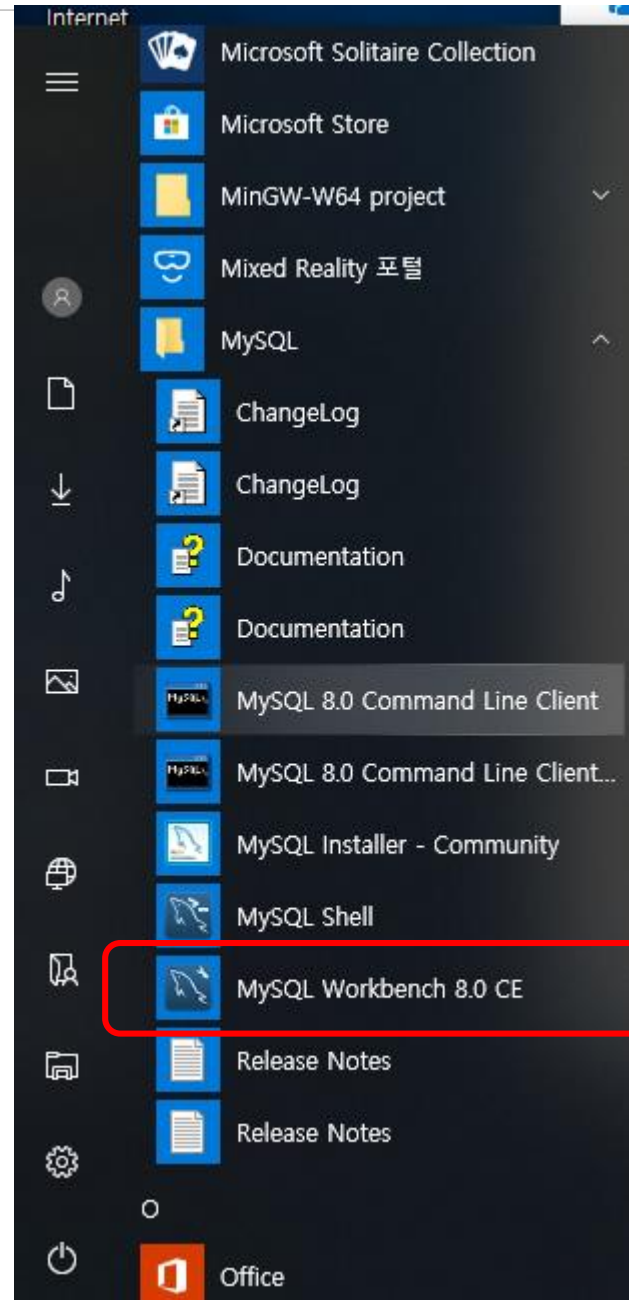 Internet
Microsoft Solitaire Collection
Microsoft Store
MinGW-W64 project
Mixed Reality 포털
MySQL
ChangeLog
ChangeLog
Documentation
Documentation
MySQL 8.0 Command Line Client
MySQL 8.0 Command Line Client...
MySQL Installer - Community
MySQL Shell
MySQL Workbench 8.0 CE
Release Notes
Release Notes
O
Office